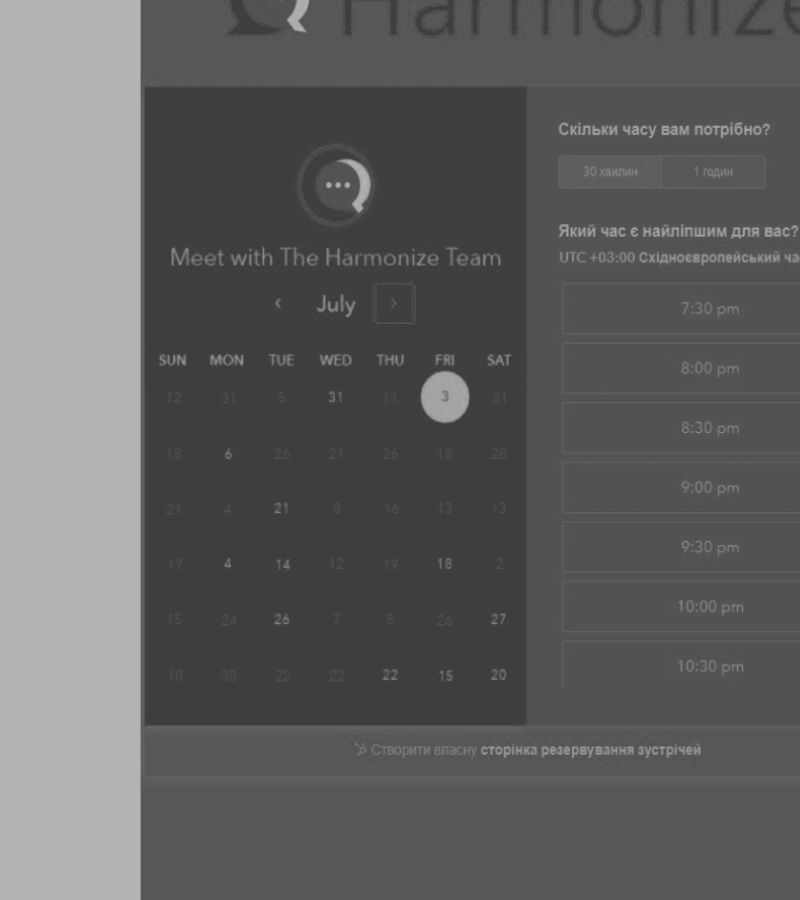 Harmonize
Meet with The Harmonize Team
July
SUN MON TUE WED THU FRI SAT
12 31 5 31 11 3 31
18 6 26 21 26 18 28
21 4 21 8 16 13 13
17 4 14 12 19 18 2
15 24 26 7 5 26 27
10 30 22 22 22 15 20
Скільки часу вам потрібно?
30 хвилин 1 годин
Який час є найліпшим для вас?
UTC +03:00 Східноєвропейський
7:30 pm
8:00 pm
8:30 pm
9:00 pm
9:30 pm
10:00 pm
10:30 pm
Створити власну сторінка резервування зустрічей